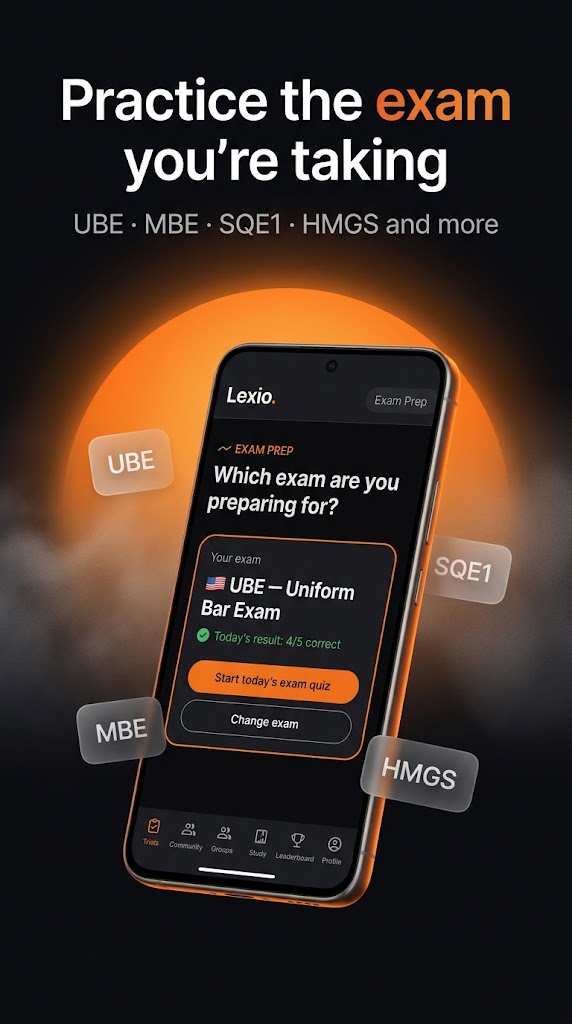 Practice the exam
you're taking
UBE · MBE · SQE1 · HMGS and more
Lexio.
Exam Prep
EXAM PREP
Which exam are you
preparing for?
Your exam
🇺🇸 UBE — Uniform
Bar Exam
Today's result: 4/5 correct
Start today's exam quiz
Change exam
Trials
Community
Groups
Study
Leaderboard
Profile
UBE
SQE1
MBE
HMGS